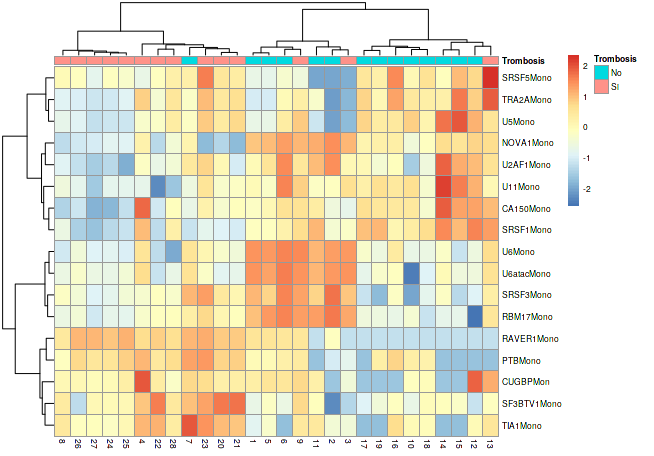 Trombosis
SRSF5Mono
TRA2AMono
U5Mono
NOVA1Mono
U2AF1Mono
U11Mono
CA150Mono
SRSF1Mono
U6Mono
U6atacMono
SRSF3Mono
RBM17Mono
RAVER1Mono
PTBMono
CUGBPMon
SF3BTV1Mono
TIA1Mono
8 26 27 24 25 4 22 28 7 23 20 21 1 5 6 9 11 2 3 17 19 16 10 18 14 15 12 13
2
1
0
-1
-2
Trombosis
No
SI